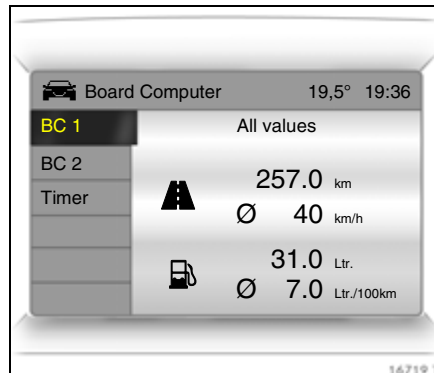 Board Computer 19,5° 19:36
BC 1 All values
BC 2
257.0 km
Timer
Ø 40 km/h
31.0 Ltr.
Ø 7.0 Ltr./100km
16719